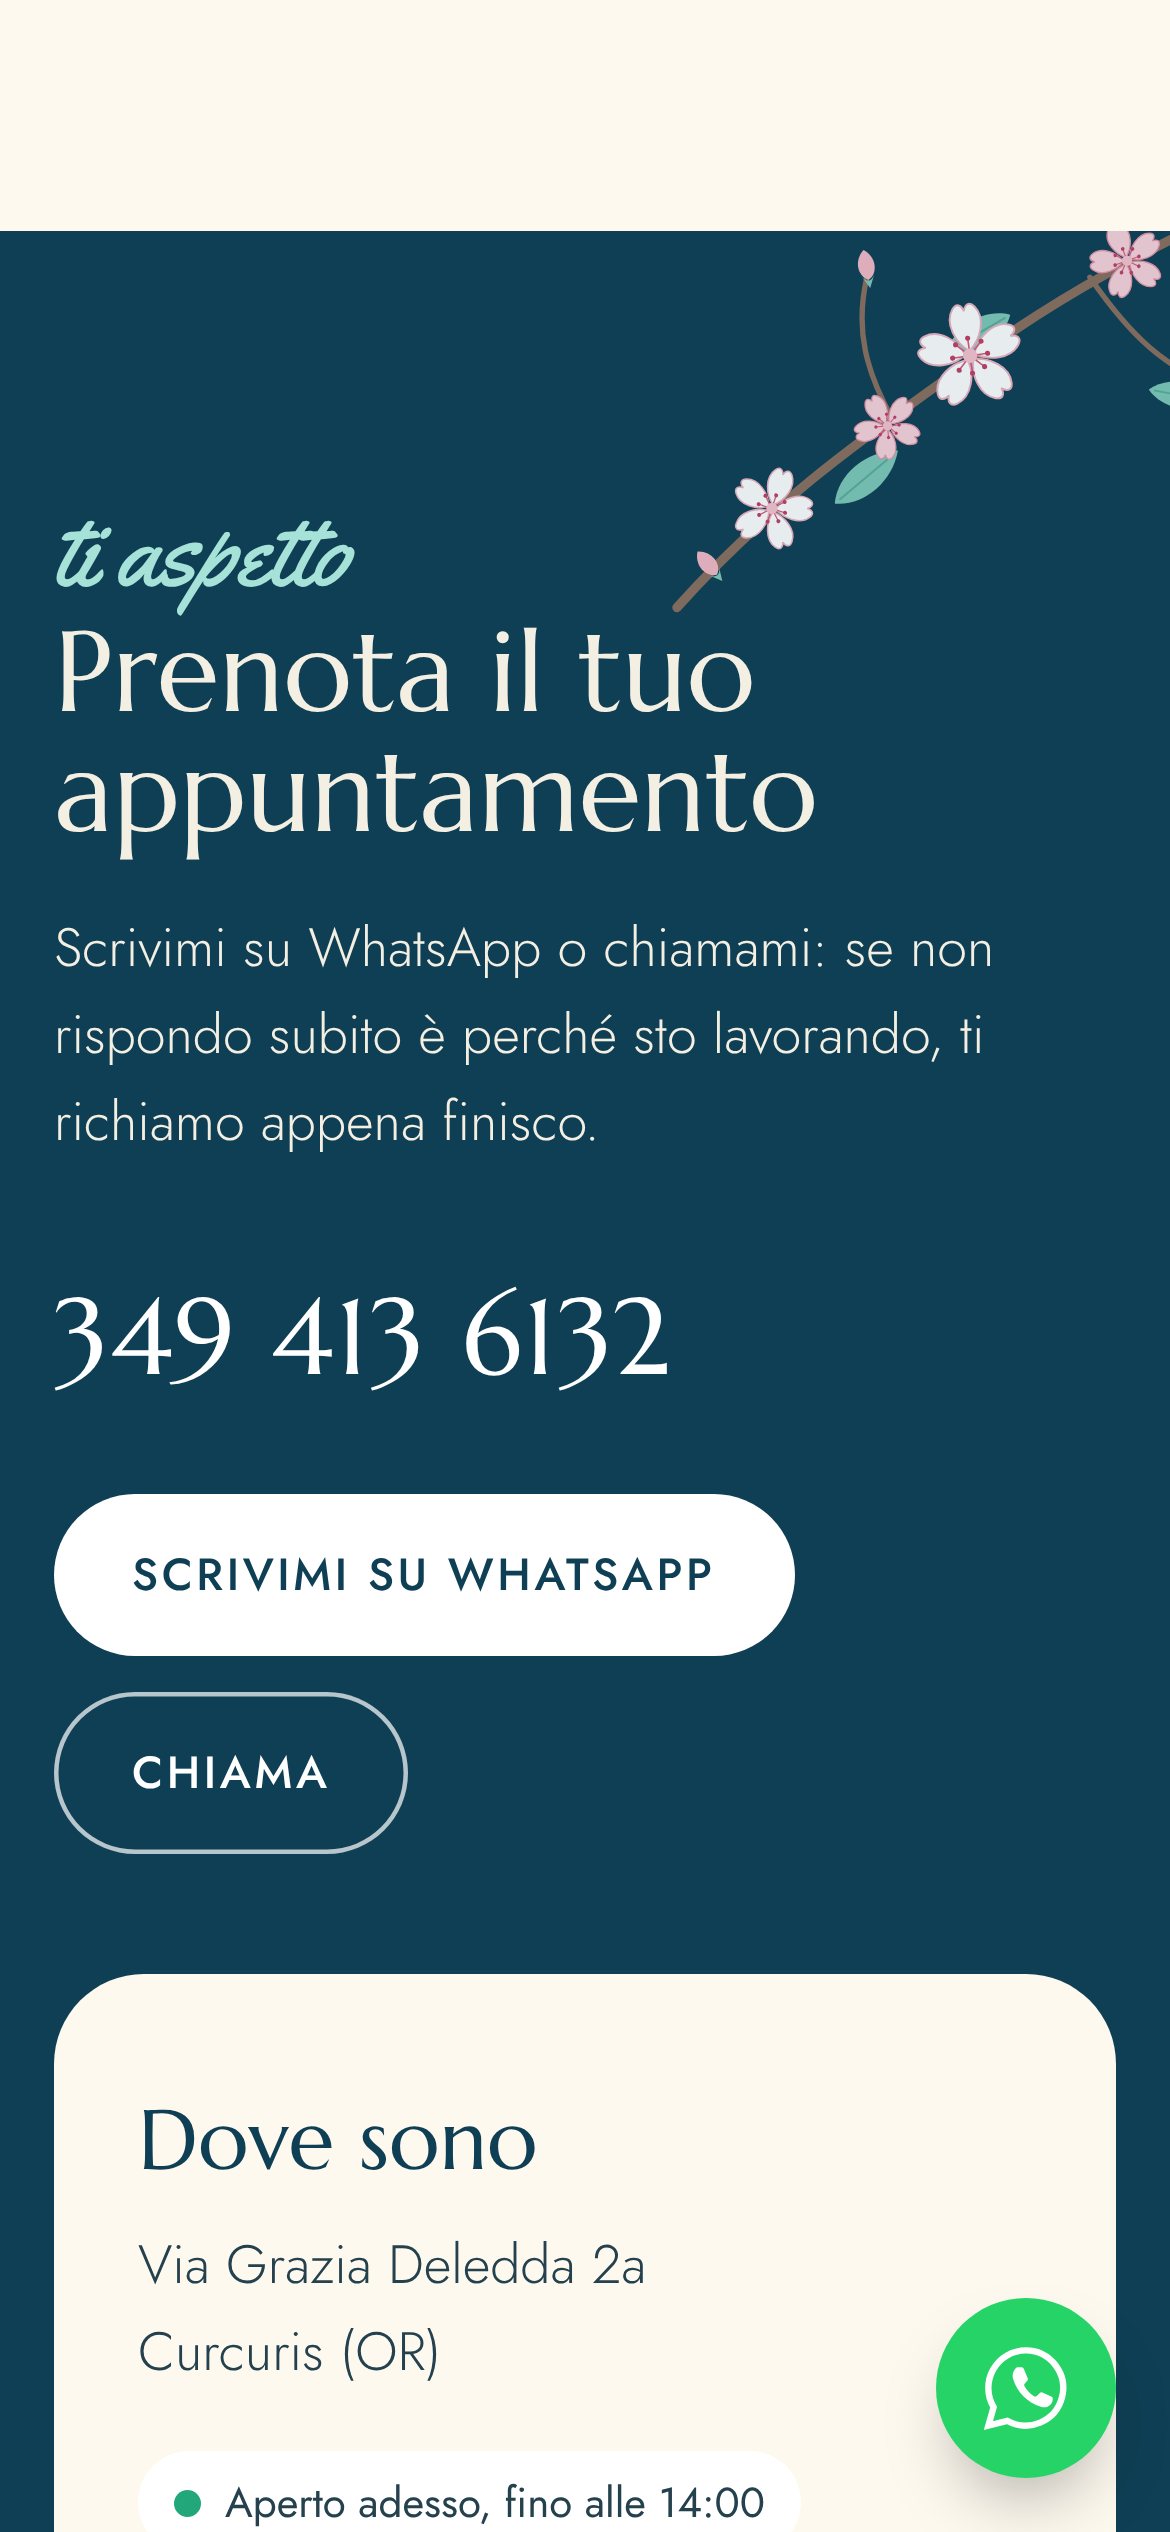 ti aspetto
Prenota il tuo
appuntamento
Scrivimi su WhatsApp o chiamami: se non
rispondo subito è perché sto lavorando, ti
richiamo appena finisco.
349 413 6132
SCRIVIMI SU WHATSAPP
CHIAMA
Dove sono
Via Grazia Deledda 2a
Curcuris (OR)
Aperto adesso, fino alle 14:00